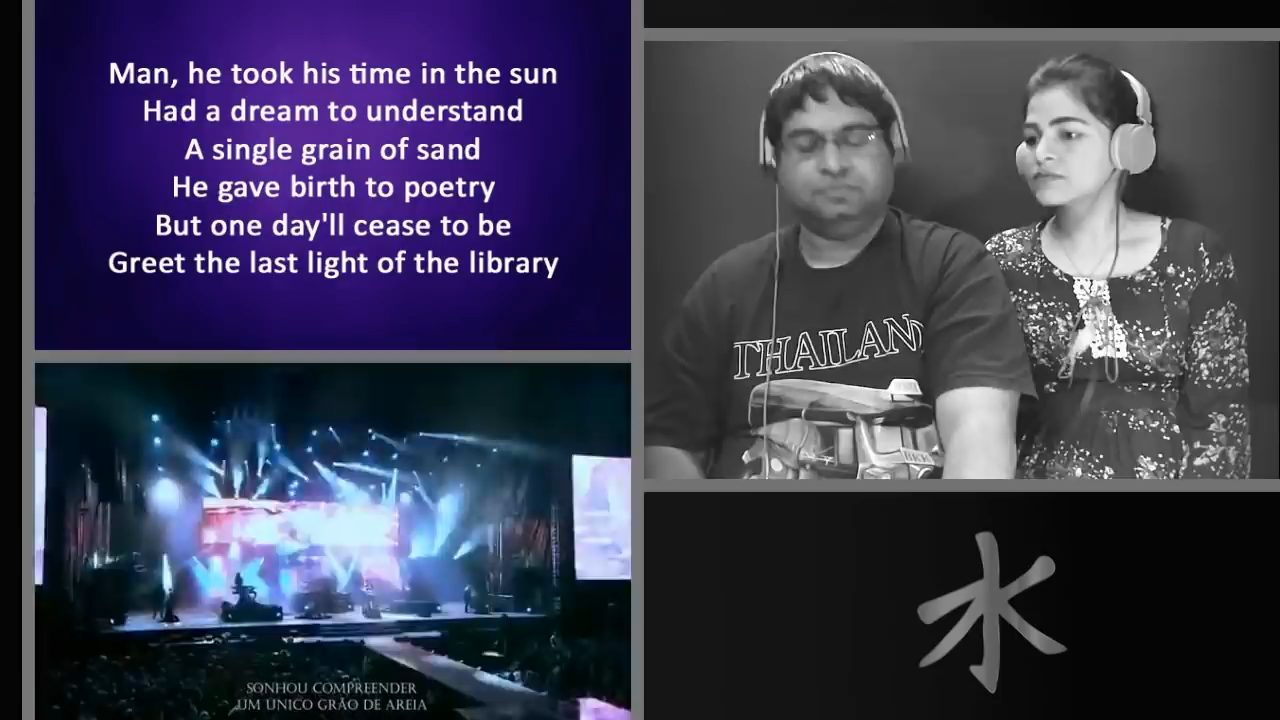 Man, he took his time in the sun
Had a dream to understand
A single grain of sand
He gave birth to poetry
But one day'll cease to be
Greet the last light of the library
SONHOU COMPREENDER
UM UNICO GRÃO DE AREIA
THAILAND
BKK
水